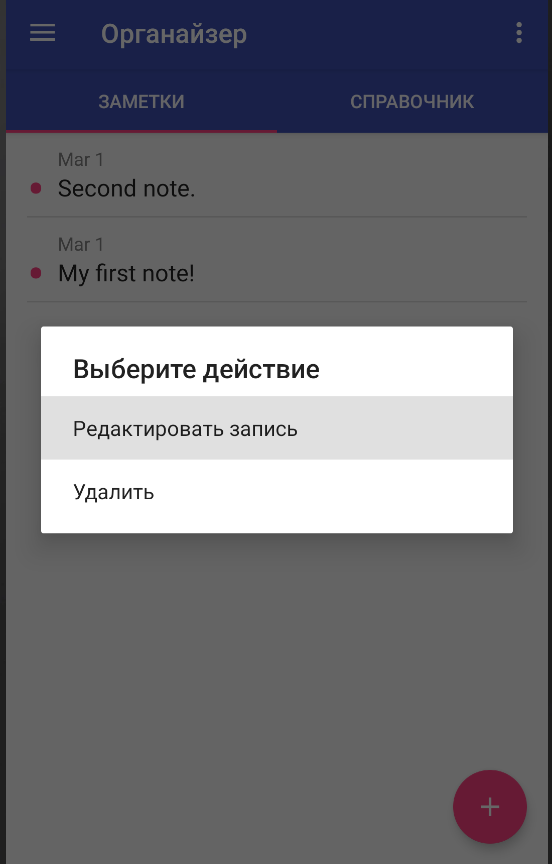 Органайзер
ЗАМЕТКИ СПРАВОЧНИК
Mar 1
Second note.
Mar 1
My first note!
Выберите действие
Редактировать запись
Удалить
+